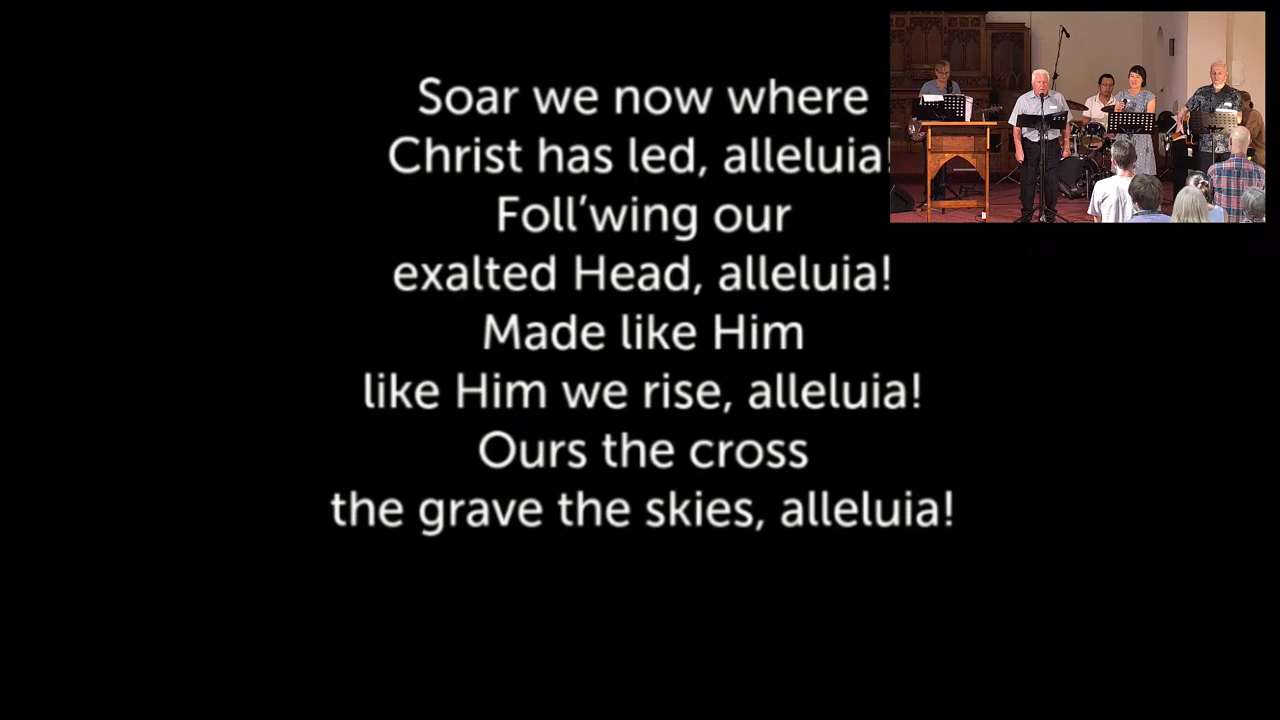 Soar we now where
Christ has led, alleluia!
Foll’wing our
exalted Head, alleluia!
Made like Him
like Him we rise, alleluia!
Ours the cross
the grave the skies, alleluia!